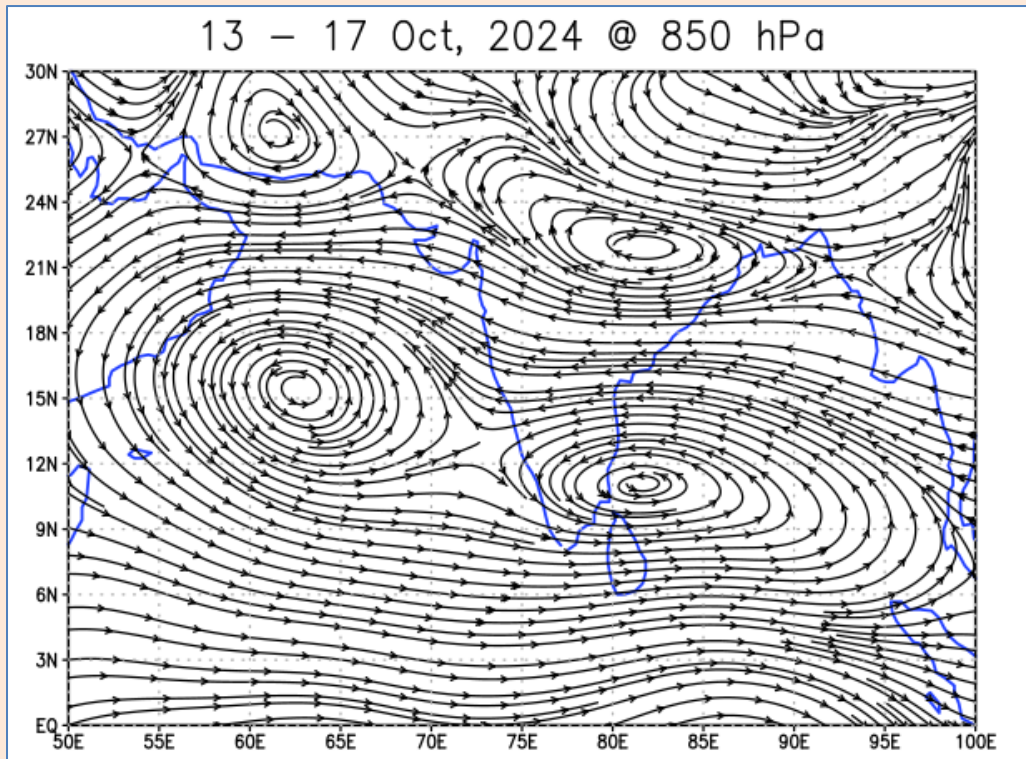 13 – 17 Oct, 2024 @ 850 hPa
30N
27N
24N
21N
18N
15N
12N
9N
6N
3N
EQ
50E 55E 60E 65E 70E 75E 80E 85E 90E 95E 100E